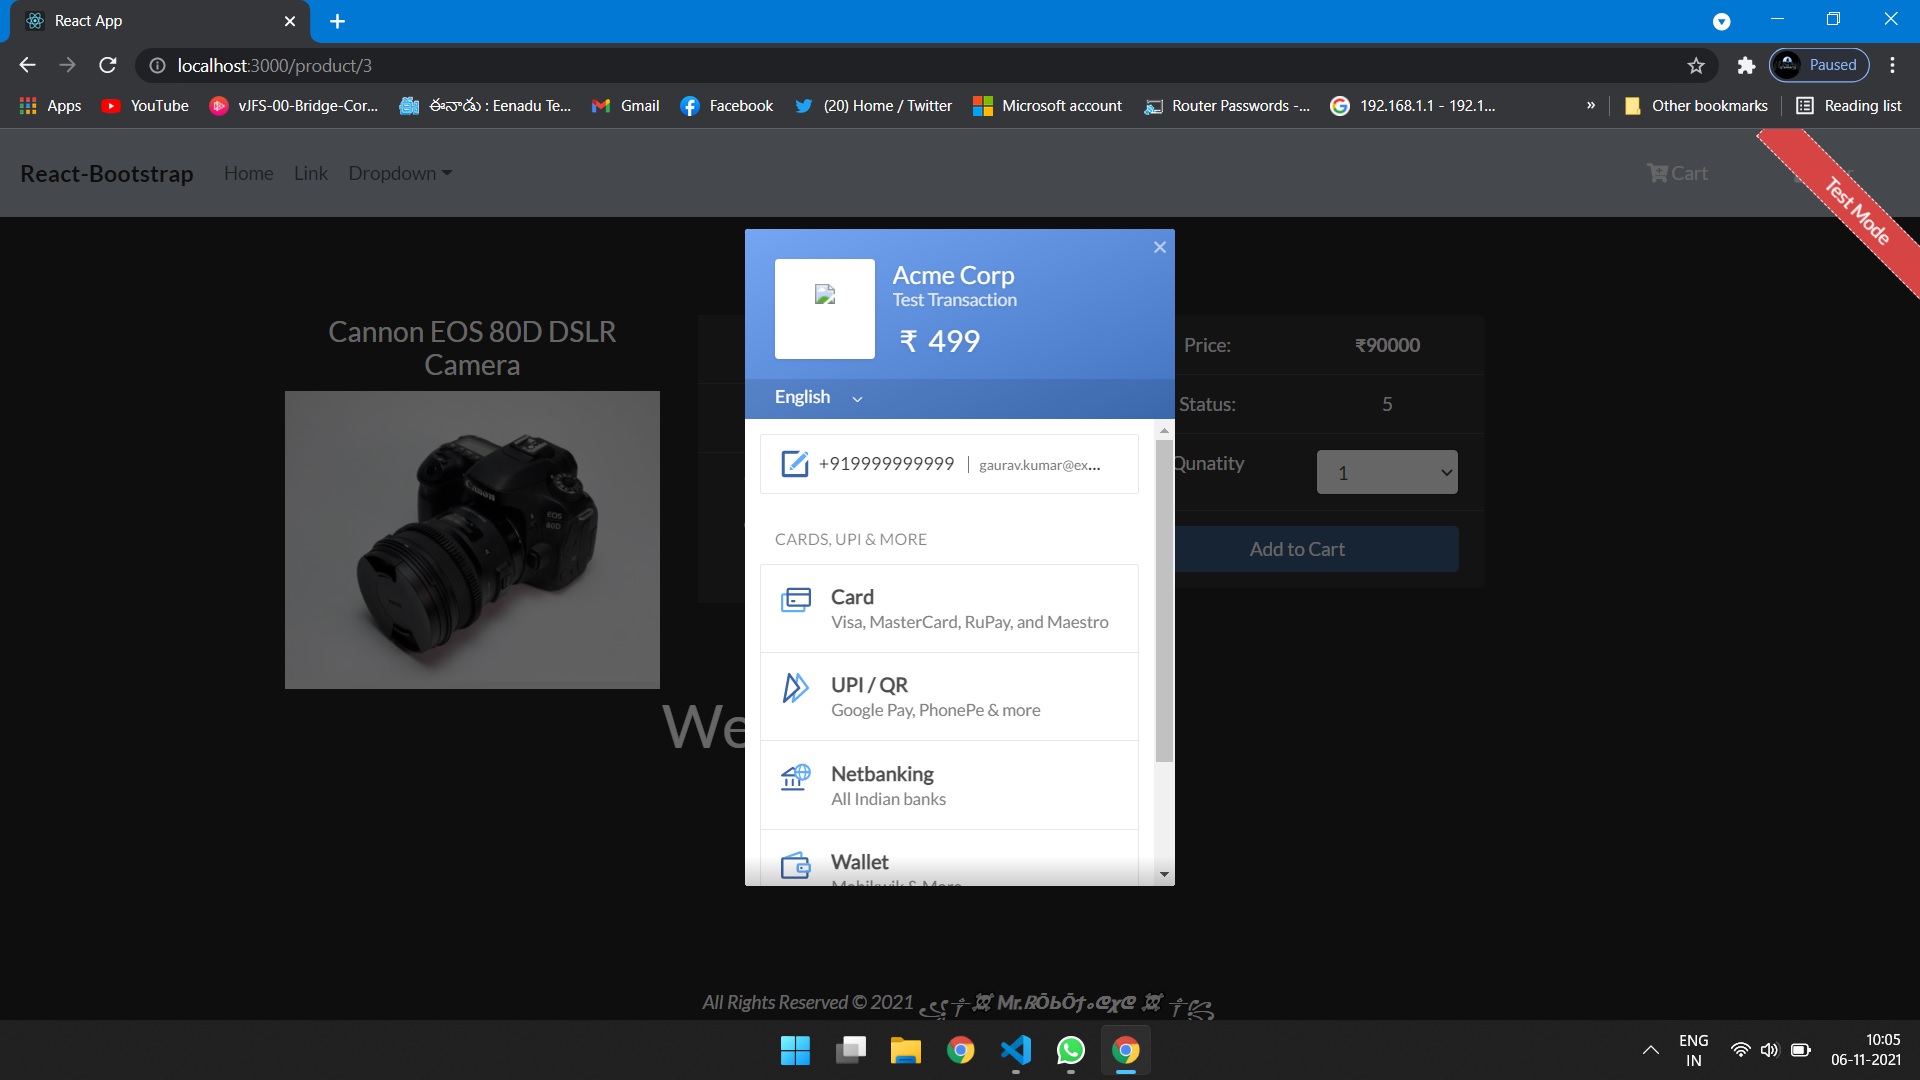 React App
localhost:3000/product/3
Paused
Apps
YouTube
vJFS-00-Bridge-Cor...
ఈనాడు : Eenadu Te...
Gmail
Facebook
(20) Home / Twitter
Microsoft account
Router Passwords -...
192.168.1.1 - 192.1...
»
Other bookmarks
Reading list
React-Bootstrap
Home
Link
Dropdown
Cart
Test Mode
Cannon EOS 80D DSLR
Camera
Canon
EOS
80D
Acme Corp
Test Transaction
₹ 499
English
+919999999999 | gaurav.kumar@ex...
CARDS, UPI & MORE
Card
Visa, MasterCard, RuPay, and Maestro
UPI / QR
Google Pay, PhonePe & more
Netbanking
All Indian banks
Wallet
Mobikwik & More
Price:
₹90000
Status:
5
Qunatity
1
Add to Cart
We
All Rights Reserved © 2021
Mr.
ENG
IN
10:05
06-11-2021